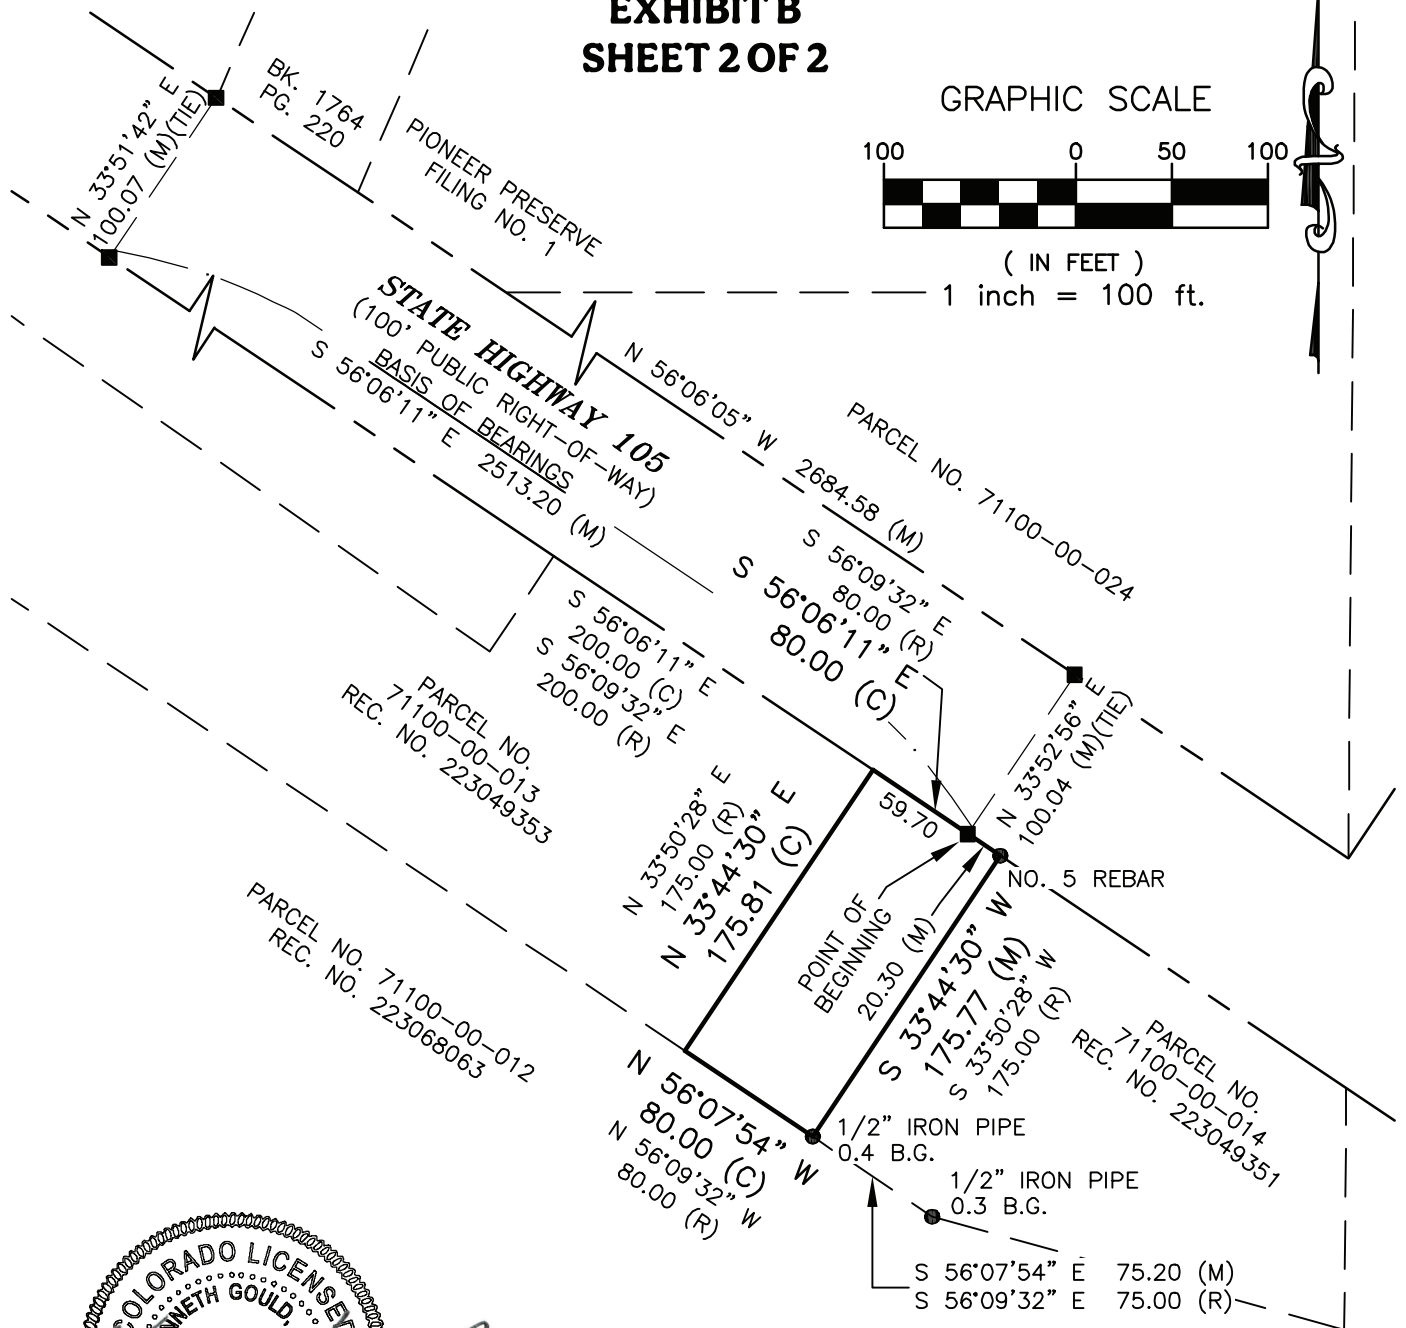 EXHIBIT B
SHEET 2 OF 2
GRAPHIC SCALE
100 0 50 100
( IN FEET )
1 inch = 100 ft.
N 33°51'42" E
100.07 (M)(TIE)
BK. 1764
PG. 220
PIONEER PRESERVE
FILING NO. 1
STATE HIGHWAY 105
(100' PUBLIC RIGHT-OF-WAY)
BASIS OF BEARINGS
S 56°06'11" E 2513.20 (M)
N 56°06'05" W 2684.58 (M)
PARCEL NO. 71100-00-024
S 56°09'32" E
80.00 (R)
S 56°06'11" E
80.00 (C)
S 56°06'11" E
200.00 (C)
S 56°09'32" E
200.00 (R)
PARCEL NO.
71100-00-013
REC. NO. 223049353
N 33°52'56" E
100.04 (M)(TIE)
N 33°50'28" E
175.00 (R)
N 33°44'30" E
175.81 (C)
59.70
NO. 5 REBAR
POINT OF
BEGINNING
20.30 (M)
S 33°44'30" W
175.77 (M)
S 33°50'28" W
175.00 (R)
PARCEL NO. 71100-00-012
REC. NO. 223068063
PARCEL NO.
71100-00-014
REC. NO. 223049351
N 56°07'54" W
80.00 (C)
N 56°09'32" W
80.00 (R)
1/2" IRON PIPE
0.4 B.G.
1/2" IRON PIPE
0.3 B.G.
S 56°07'54" E 75.20 (M)
S 56°09'32" E 75.00 (R)
COLORADO LICENSED
NNETH GOULD,